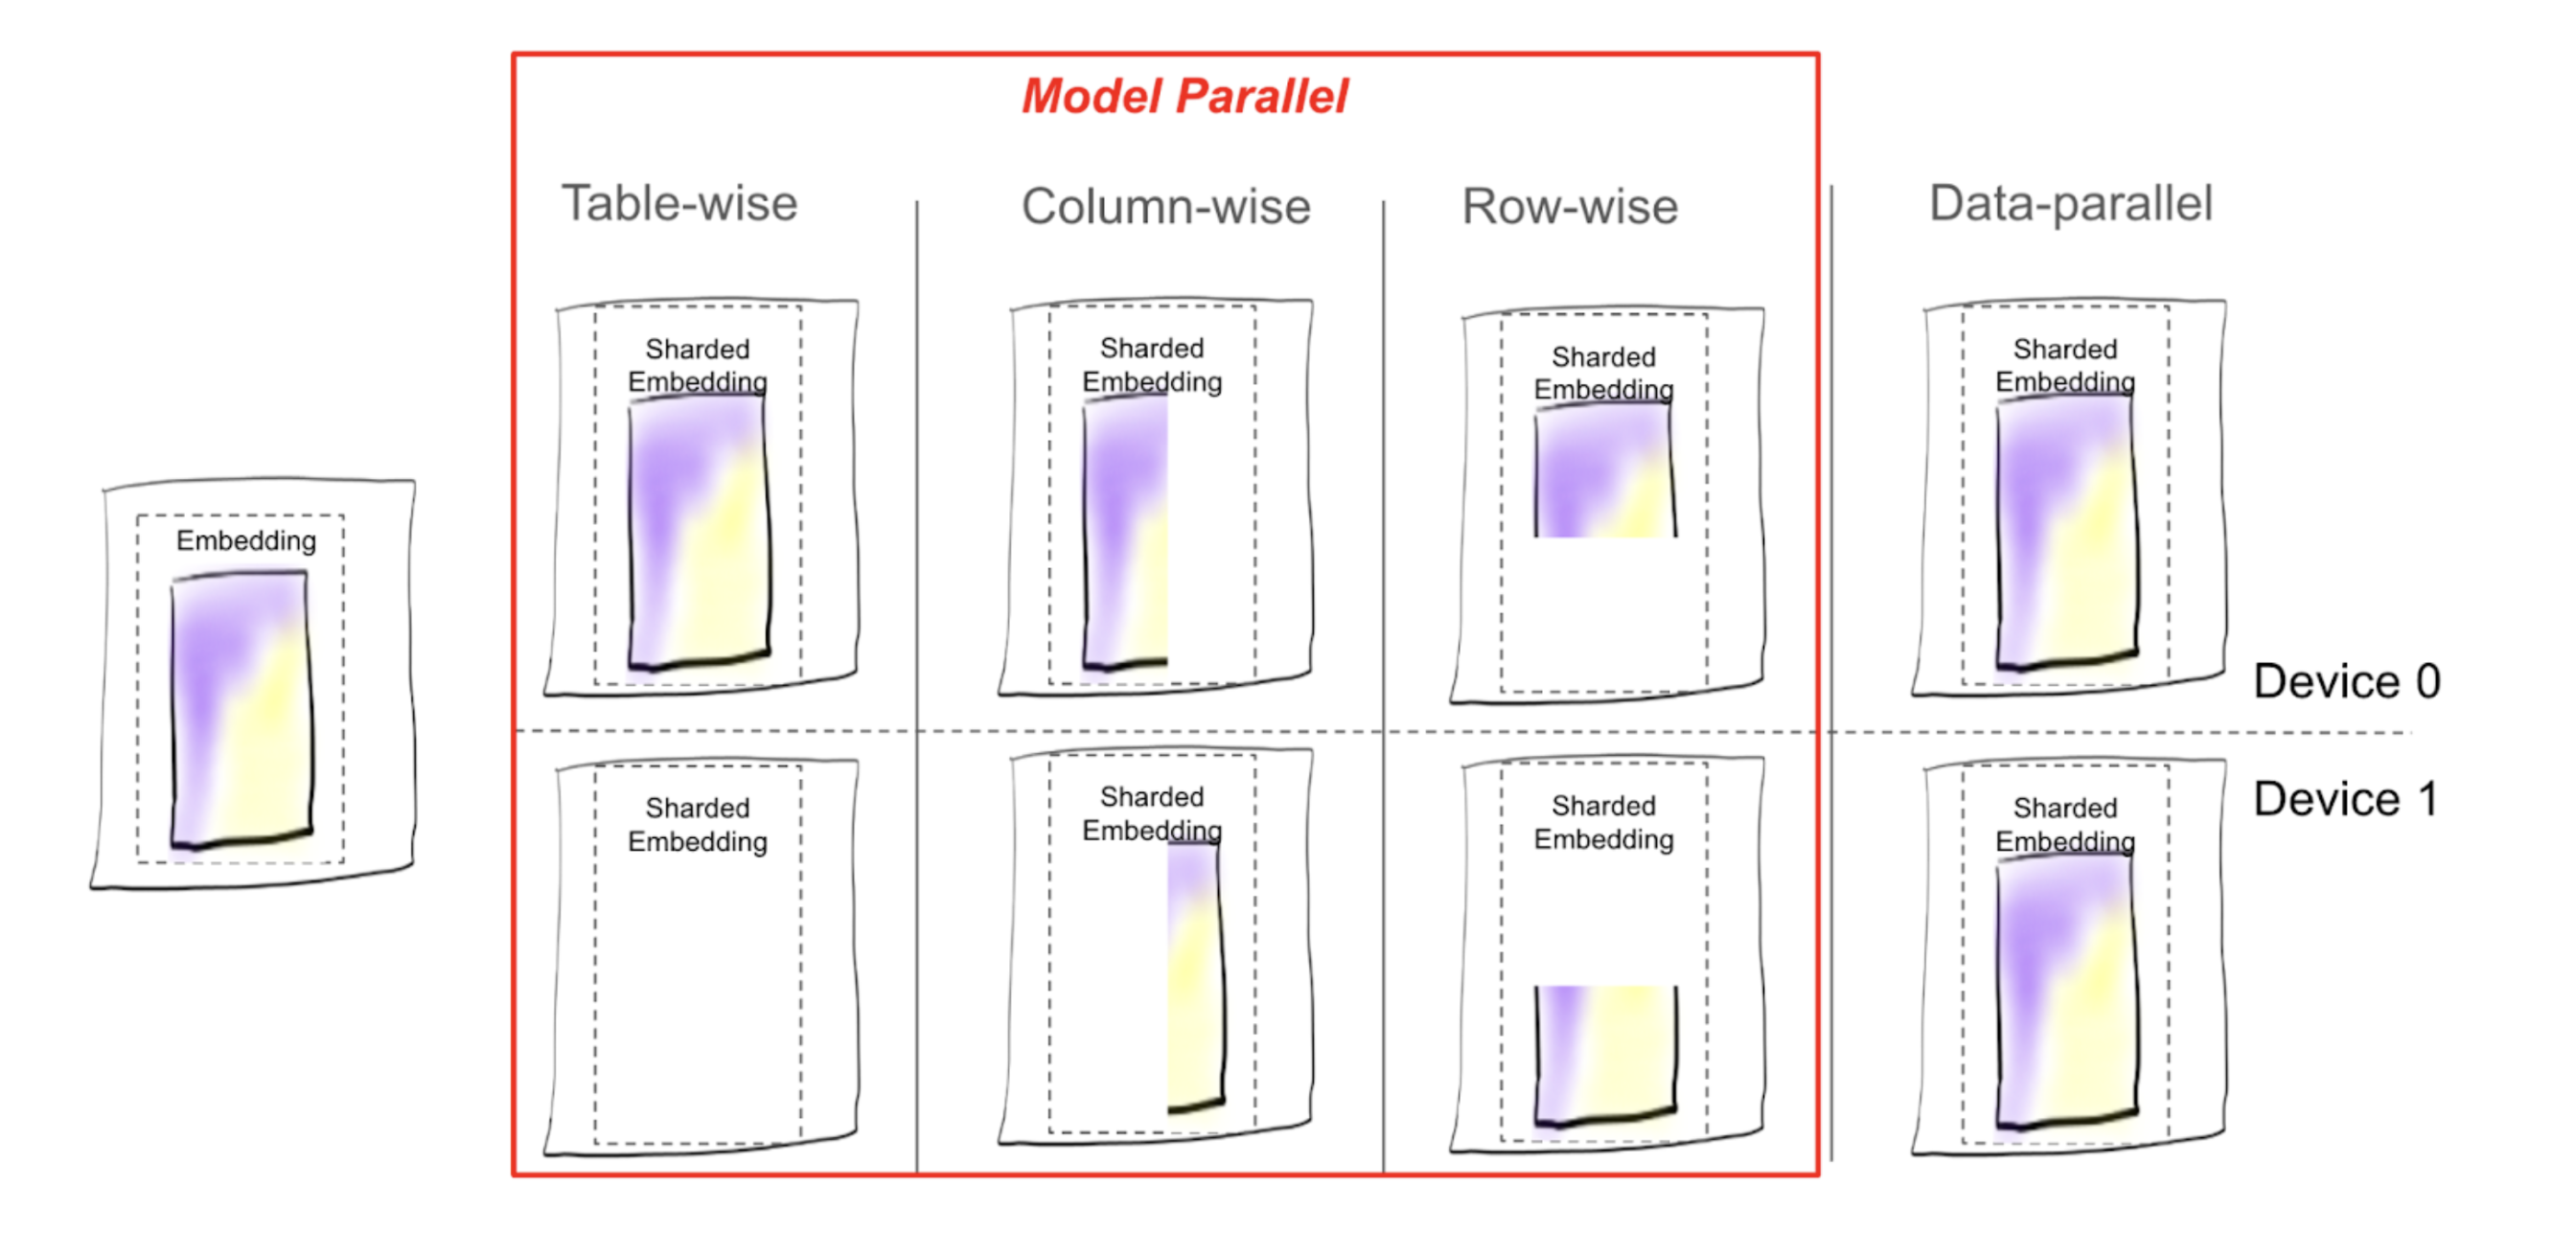 Model Parallel
Table-wise
Column-wise
Row-wise
Data-parallel
Embedding
Sharded
Embedding
Sharded
Embedding
Sharded
Embedding
Sharded
Embedding
Device 0
Sharded
Embedding
Sharded
Embedding
Sharded
Embedding
Sharded
Embedding
Device 1